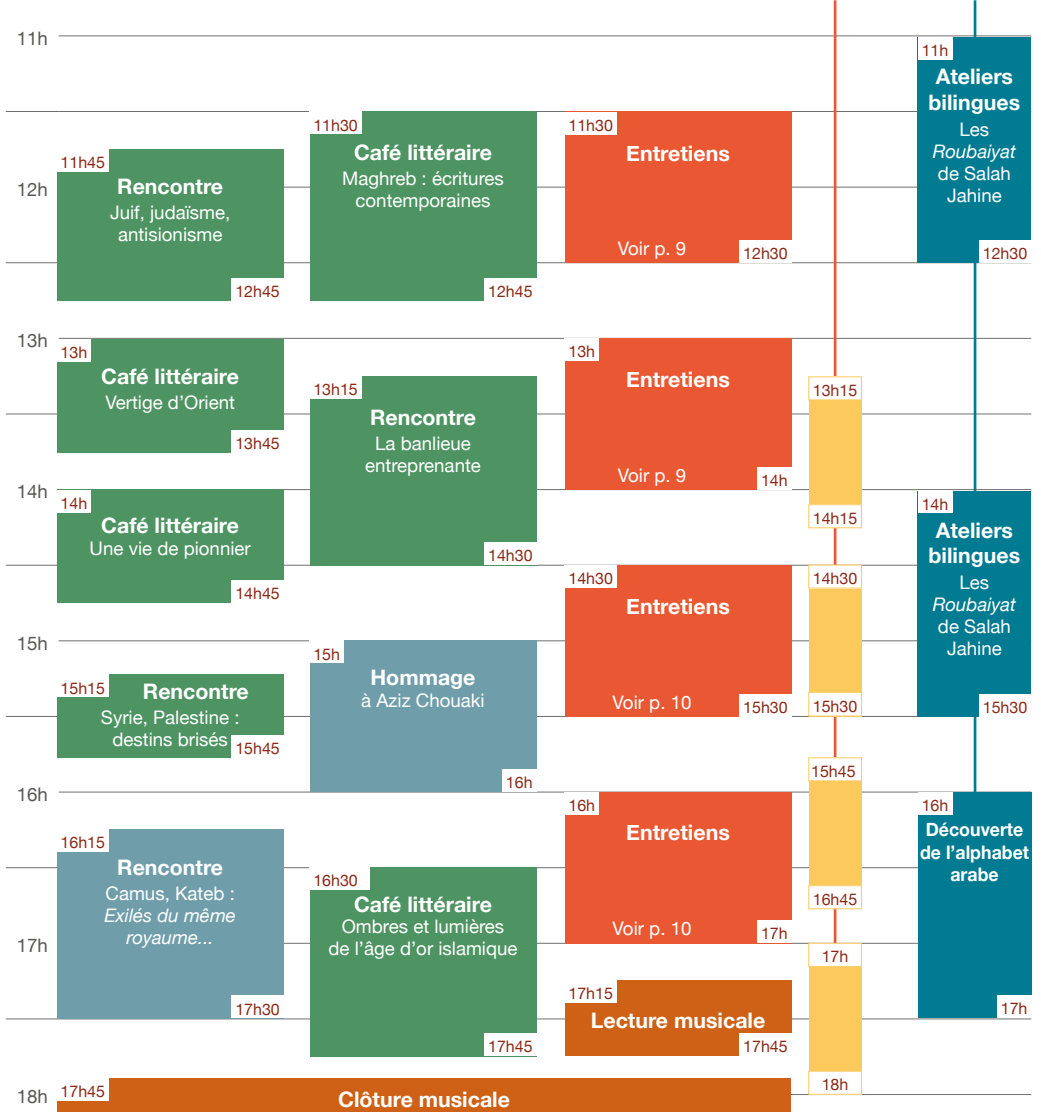 11h
11h
Ateliers
bilingues
Les
Roubaiyat
de Salah
Jahine
12h30
11h30
Café littéraire
Maghreb : écritures
contemporaines
12h45
11h30
Entretiens
Voir p. 9
12h30
11h45
Rencontre
Juif, judaïsme,
antisionisme
12h45
12h
13h
13h
Café littéraire
Vertige d’Orient
13h45
13h15
Rencontre
La banlieue
entreprenante
14h30
13h
Entretiens
Voir p. 9
14h
13h15
14h15
14h
14h
Café littéraire
Une vie de pionnier
14h45
14h30
Entretiens
Voir p. 10
15h30
14h30
15h30
14h
Ateliers
bilingues
Les
Roubaiyat
de Salah
Jahine
15h30
15h
15h15
Rencontre
Syrie, Palestine :
destins brisés
15h45
15h
Hommage
à Aziz Chouaki
16h
15h45
16h45
16h
16h15
Rencontre
Camus, Kateb :
Exilés du même
royaume...
17h30
16h30
Café littéraire
Ombres et lumières
de l’âge d’or islamique
17h45
16h
Entretiens
Voir p. 10
17h
16h
Découverte
de l’alphabet
arabe
17h
17h
17h15
Lecture musicale
17h45
17h
18h
18h
17h45
Clôture musicale